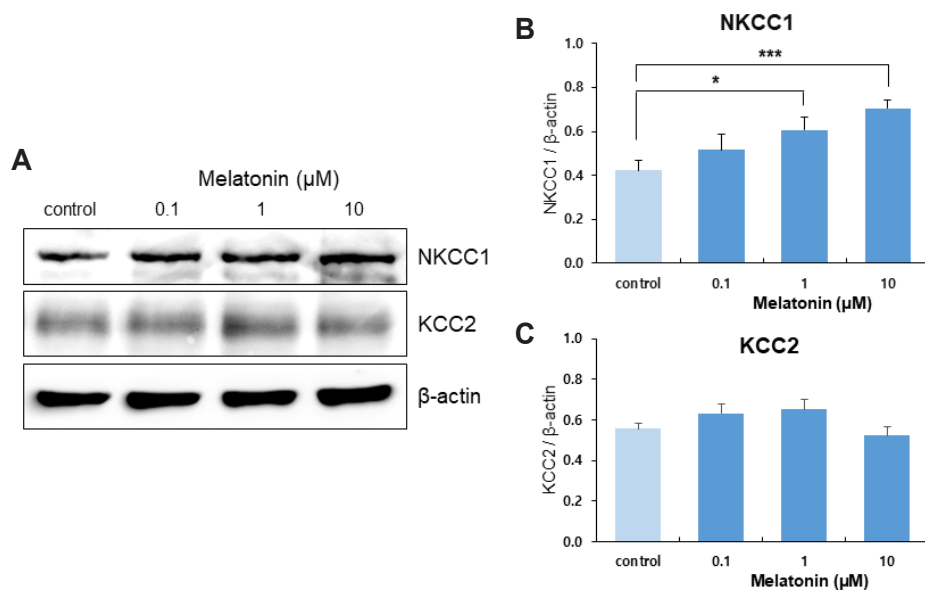 A
Melatonin (µM)
control 0.1 1 10
NKCC1
KCC2
β-actin
B
NKCC1
NKCC1 / β-actin
1.0
0.8
0.6
0.4
0.2
0.0
*
***
control 0.1 1 10
Melatonin (µM)
C
KCC2
KCC2 / β-actin
1.0
0.8
0.6
0.4
0.2
0.0
control 0.1 1 10
Melatonin (µM)